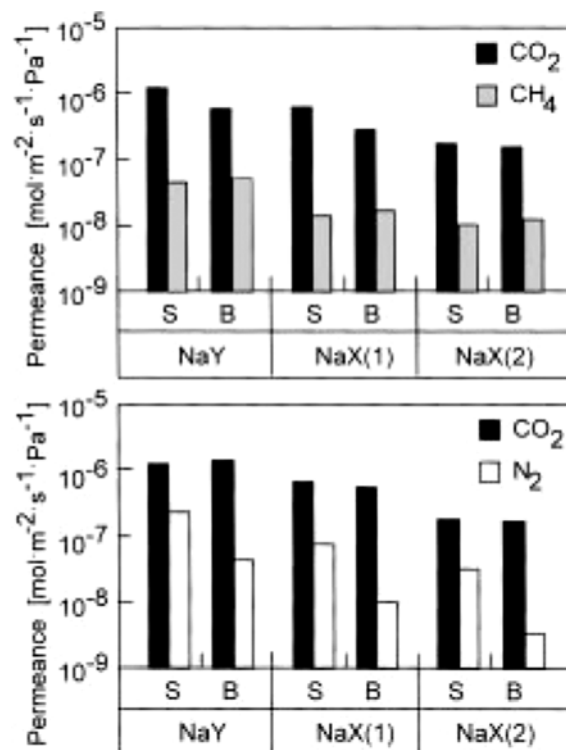 Permeance [mol·m⁻²·s⁻¹·Pa⁻¹]
10⁻⁵
10⁻⁶
10⁻⁷
10⁻⁸
10⁻⁹
CO₂
CH₄
S B S B S B
NaY NaX(1) NaX(2)
Permeance [mol·m⁻²·s⁻¹·Pa⁻¹]
10⁻⁵
10⁻⁶
10⁻⁷
10⁻⁸
10⁻⁹
CO₂
N₂
S B S B S B
NaY NaX(1) NaX(2)